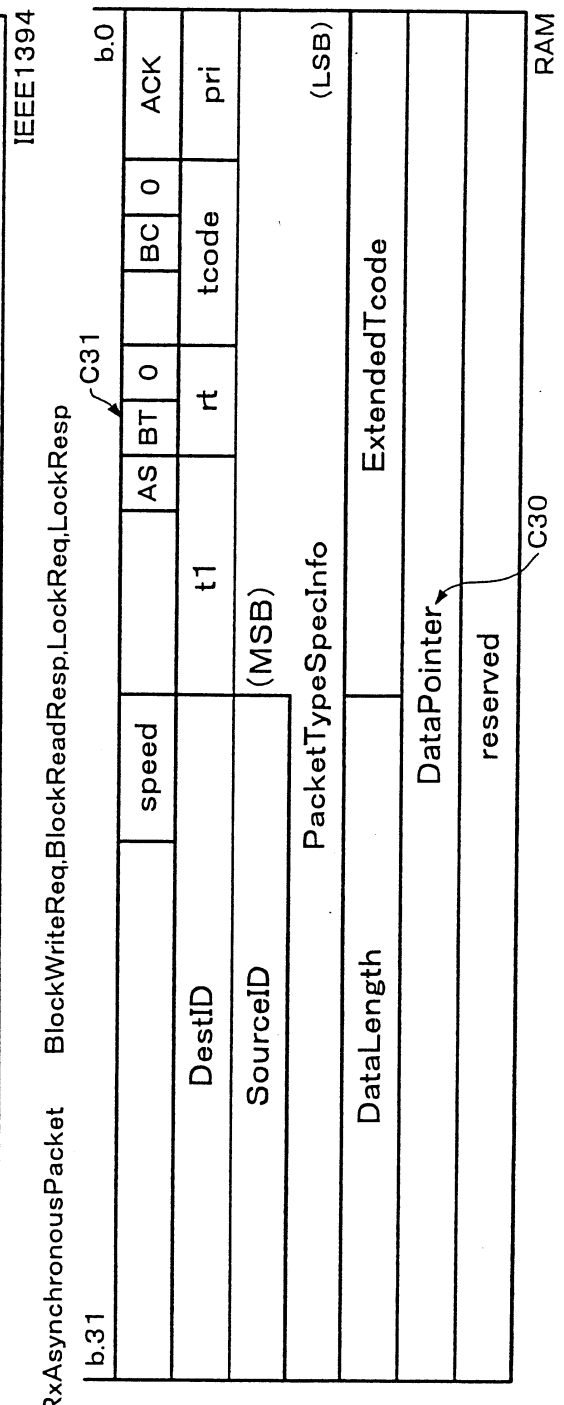 IEEE1394
RxAsynchronousPacket BlockWriteReq,BlockReadResp,LockReq,LockResp
b.31 b.0
C31
speed AS BT 0 BC 0 ACK
DestID t1 rt tcode pri
SourceID (MSB)
PacketTypeSpecInfo (LSB)
DataLength ExtendedTcode
DataPointer
reserved
C30
RAM